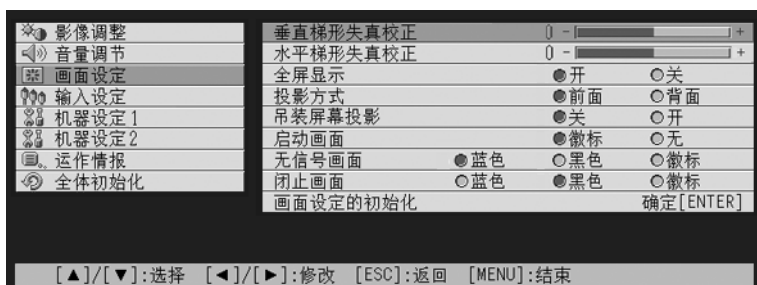 影像调整
音量调节
画面设定
输入设定
机器设定1
机器设定2
运作情报
全体初始化
垂直梯形失真校正 0 - +
水平梯形失真校正 0 - +
全屏显示 开 关
投影方式 前面 背面
吊装屏幕投影 关 开
启动画面 徽标 无
无信号画面 蓝色 黑色 徽标
闭止画面 蓝色 黑色 徽标
画面设定的初始化 确定[ENTER]
[▲]/[▼]:选择 [◄]/[►]:修改 [ESC]:返回 [MENU]:结束